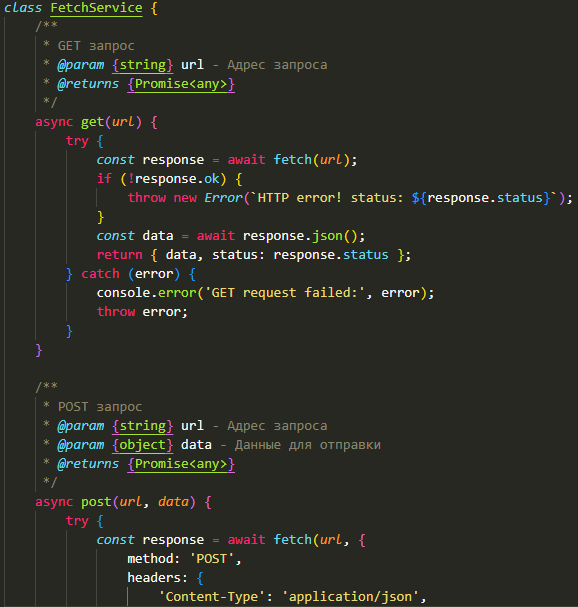 class FetchService {
/**
* GET запрос
* @param {string} url - Адрес запроса
* @returns {Promise<any>}
*/
async get(url) {
try {
const response = await fetch(url);
if (!response.ok) {
throw new Error(`HTTP error! status: ${response.status}`);
}
const data = await response.json();
return { data, status: response.status };
} catch (error) {
console.error('GET request failed:', error);
throw error;
}
}
/**
* POST запрос
* @param {string} url - Адрес запроса
* @param {object} data - Данные для отправки
* @returns {Promise<any>}
*/
async post(url, data) {
try {
const response = await fetch(url, {
method: 'POST',
headers: {
'Content-Type': 'application/json',